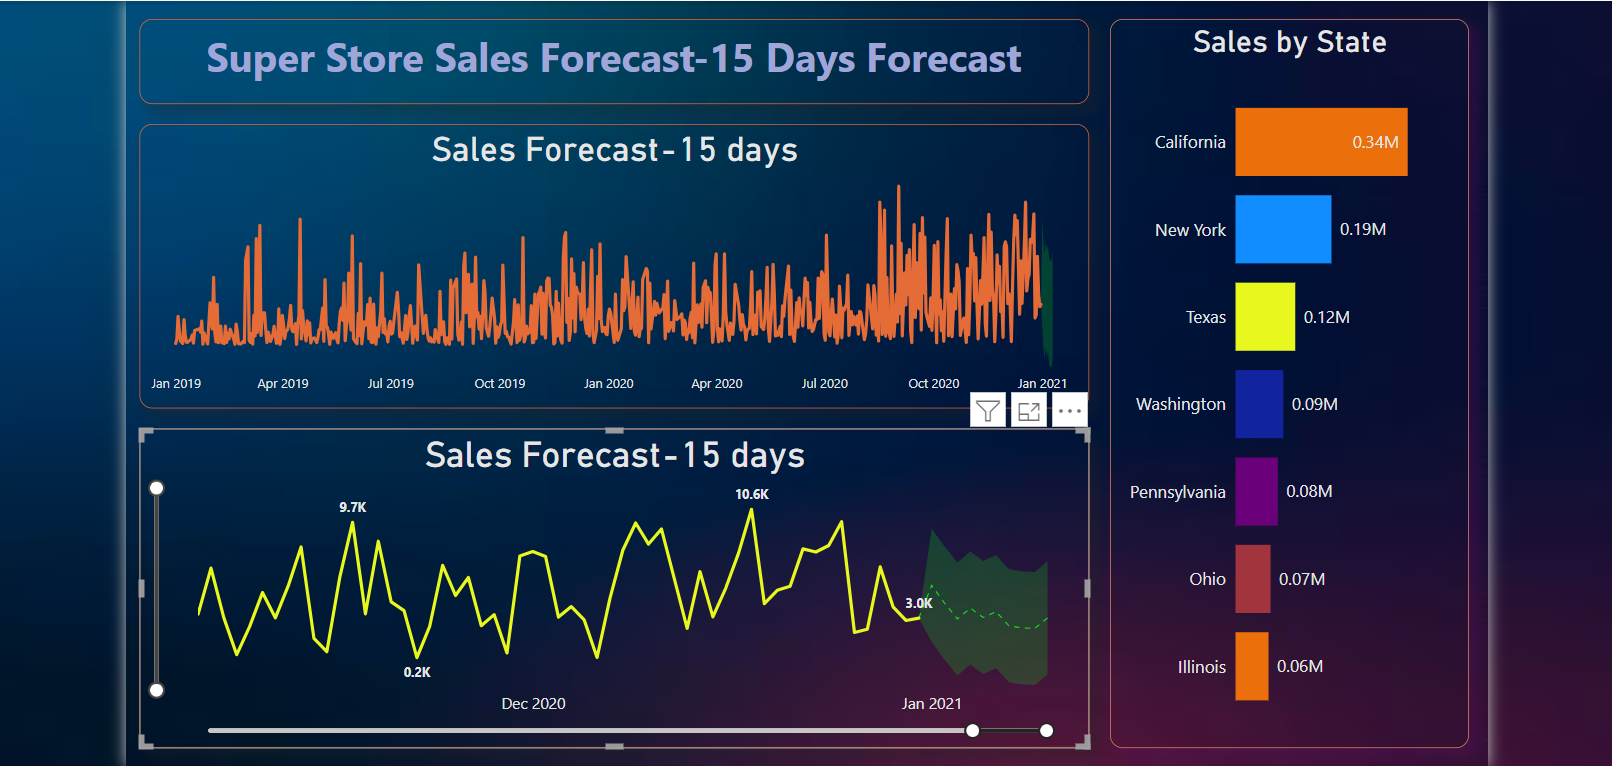 Super Store Sales Forecast-15 Days Forecast
Sales Forecast-15 days
Jan 2019 Apr 2019 Jul 2019 Oct 2019 Jan 2020 Apr 2020 Jul 2020 Oct 2020 Jan 2021
Sales Forecast-15 days
10.6K
9.7K
3.0K
0.2K
Dec 2020 Jan 2021
Sales by State
California 0.34M
New York 0.19M
Texas 0.12M
Washington 0.09M
Pennsylvania 0.08M
Ohio 0.07M
Illinois 0.06M